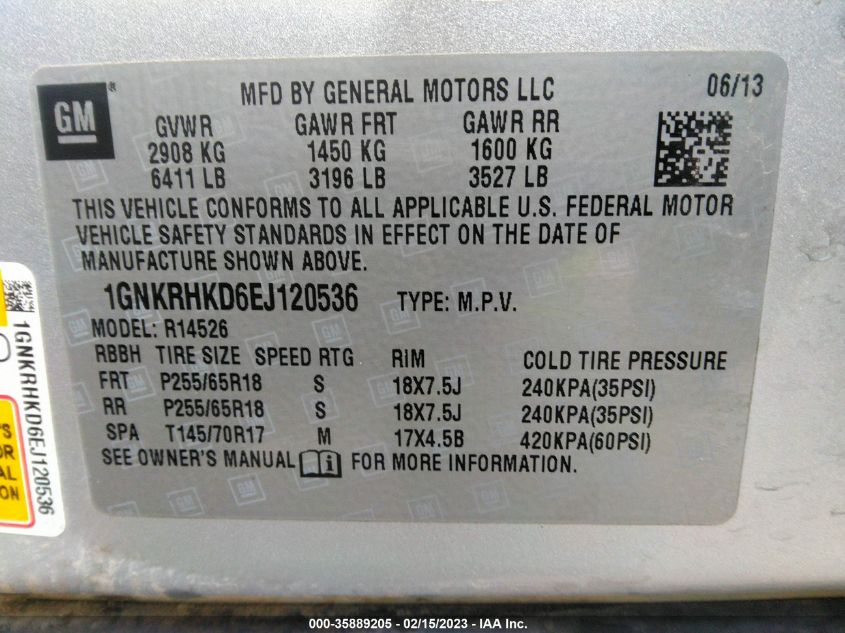 GM ®
MFD BY GENERAL MOTORS LLC
06/13
GVWR GAWR FRT GAWR RR
2908 KG 1450 KG 1600 KG
6411 LB 3196 LB 3527 LB
THIS VEHICLE CONFORMS TO ALL APPLICABLE U.S. FEDERAL MOTOR
VEHICLE SAFETY STANDARDS IN EFFECT ON THE DATE OF
MANUFACTURE SHOWN ABOVE.
1GNKRHKD6EJ120536 TYPE: M.P.V.
MODEL: R14526
RBBH TIRE SIZE SPEED RTG RIM COLD TIRE PRESSURE
FRT P255/65R18 S 18X7.5J 240KPA(35PSI)
RR P255/65R18 S 18X7.5J 240KPA(35PSI)
SPA T145/70R17 M 17X4.5B 420KPA(60PSI)
SEE OWNER'S MANUAL FOR MORE INFORMATION.
1GNKRHKD6EJ120536
000-35889205 - 02/15/2023 - IAA Inc.